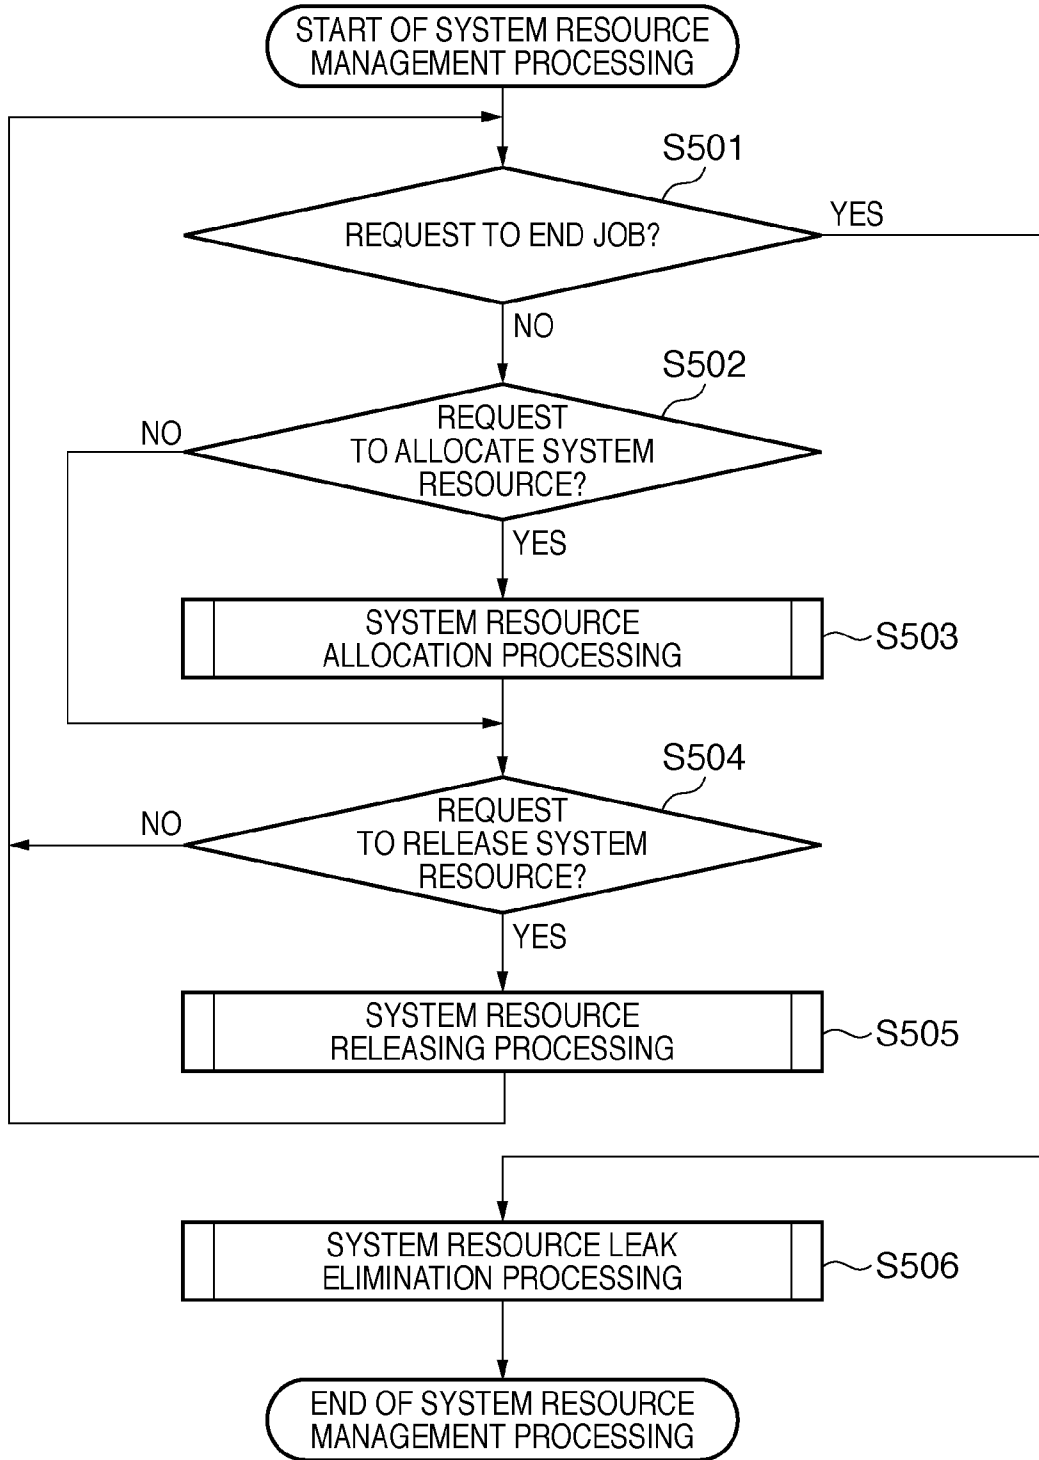 START OF SYSTEM RESOURCE
MANAGEMENT PROCESSING
S501
REQUEST TO END JOB?
YES
NO
S502
REQUEST
TO ALLOCATE SYSTEM
RESOURCE?
NO
YES
SYSTEM RESOURCE
ALLOCATION PROCESSING
S503
S504
REQUEST
TO RELEASE SYSTEM
RESOURCE?
NO
YES
SYSTEM RESOURCE
RELEASING PROCESSING
S505
SYSTEM RESOURCE LEAK
ELIMINATION PROCESSING
S506
END OF SYSTEM RESOURCE
MANAGEMENT PROCESSING